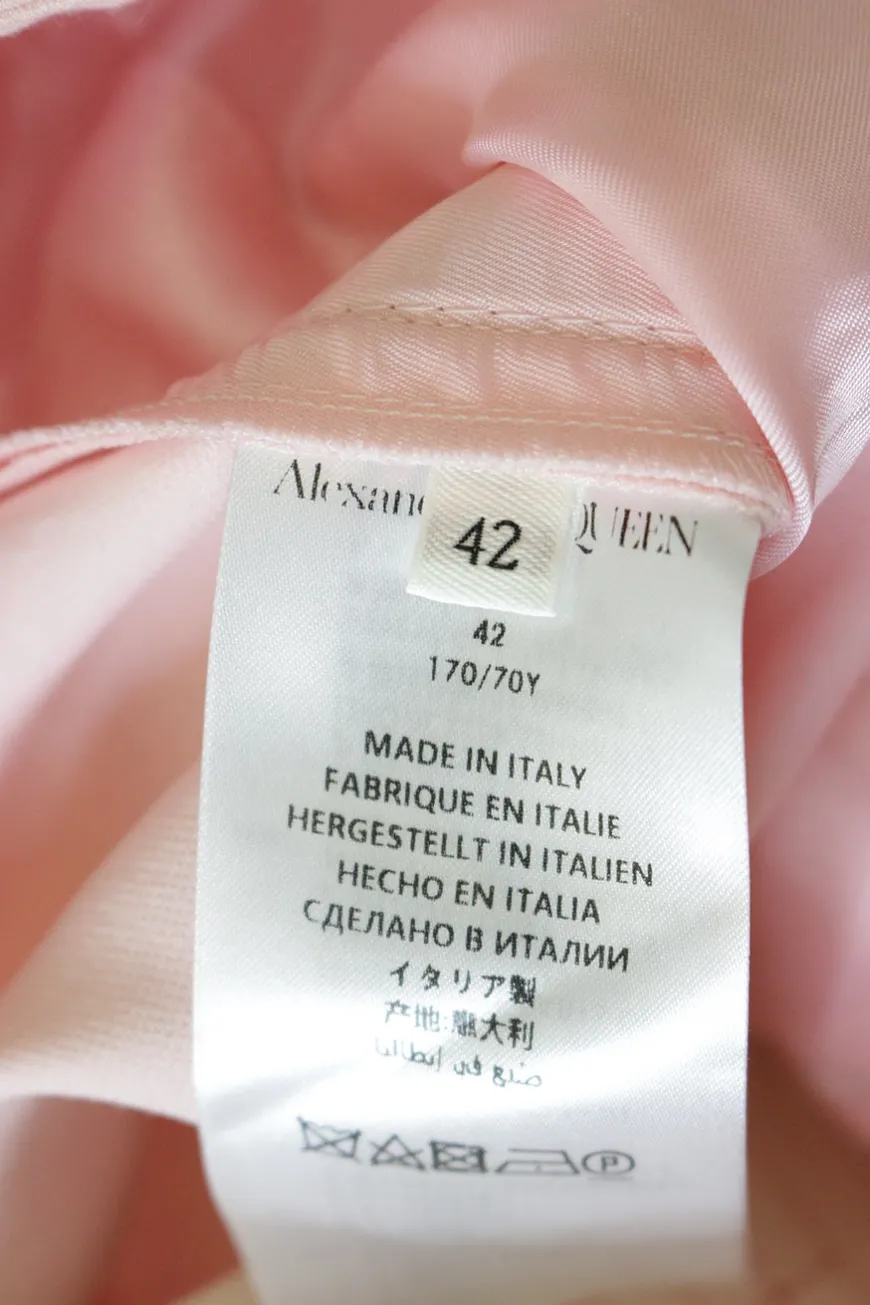 Alexan QUEEN
42
42
170/70Y
MADE IN ITALY
FABRIQUE EN ITALIE
HERGESTELLT IN ITALIEN
HECHO EN ITALIA
СДЕЛАНО В ИТАЛИИ
イタリア製
产地:意大利
صنع في إيطاليا
P